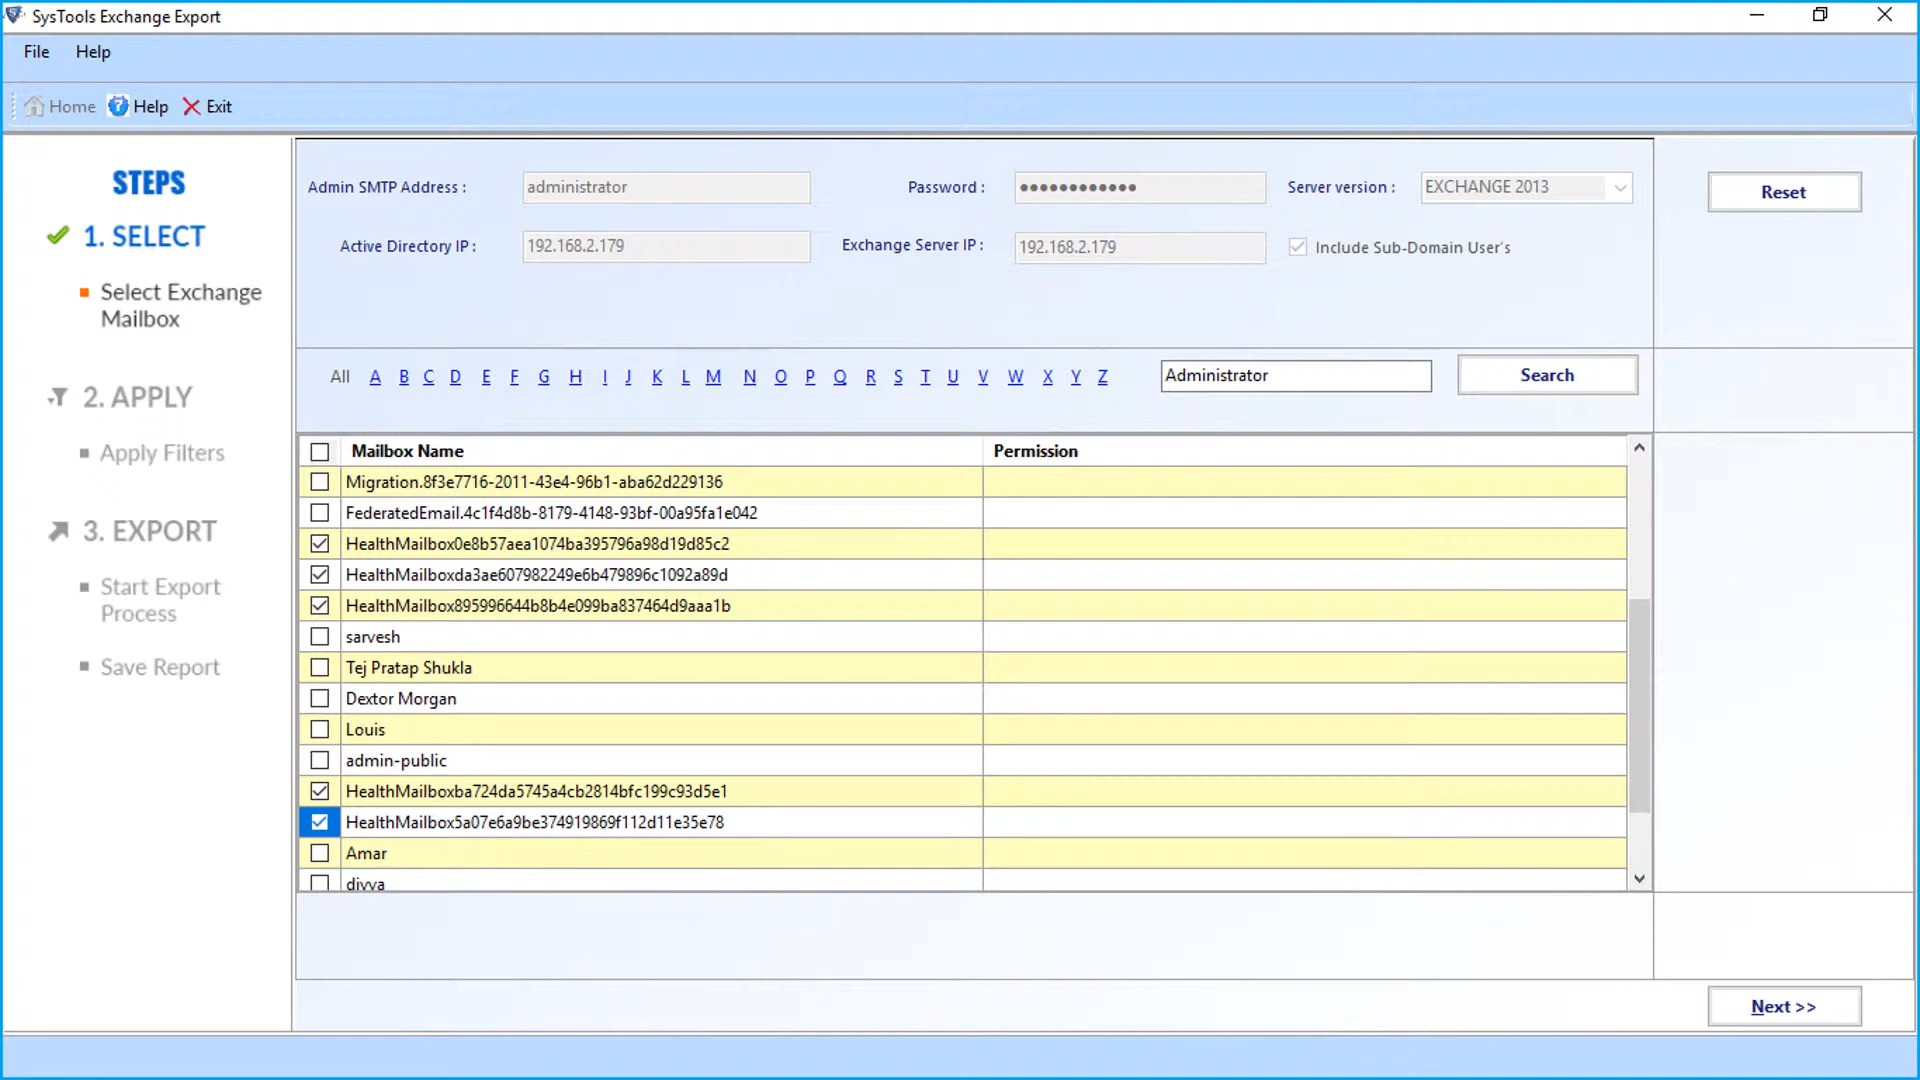 SysTools Exchange Export
File Help
Home Help Exit
STEPS
1. SELECT
Select Exchange
Mailbox
2. APPLY
Apply Filters
3. EXPORT
Start Export
Process
Save Report
Admin SMTP Address : administrator Password : •••••••••••• Server version : EXCHANGE 2013
Reset
Active Directory IP : 192.168.2.179 Exchange Server IP : 192.168.2.179 Include Sub-Domain User's
All A B C D E F G H I J K L M N O P Q R S T U V W X Y Z Administrator Search
Mailbox Name Permission
Migration.8f3e7716-2011-43e4-96b1-aba62d229136
FederatedEmail.4c1f4d8b-8179-4148-93bf-00a95fa1e042
HealthMailbox0e8b57aea1074ba395796a98d19d85c2
HealthMailboxda3ae607982249e6b479896c1092a89d
HealthMailbox895996644b8b4e099ba837464d9aaa1b
sarvesh
Tej Pratap Shukla
Dextor Morgan
Louis
admin-public
HealthMailboxba724da5745a4cb2814bfc199c93d5e1
HealthMailbox5a07e6a9be374919869f112d11e35e78
Amar
divya
Next >>